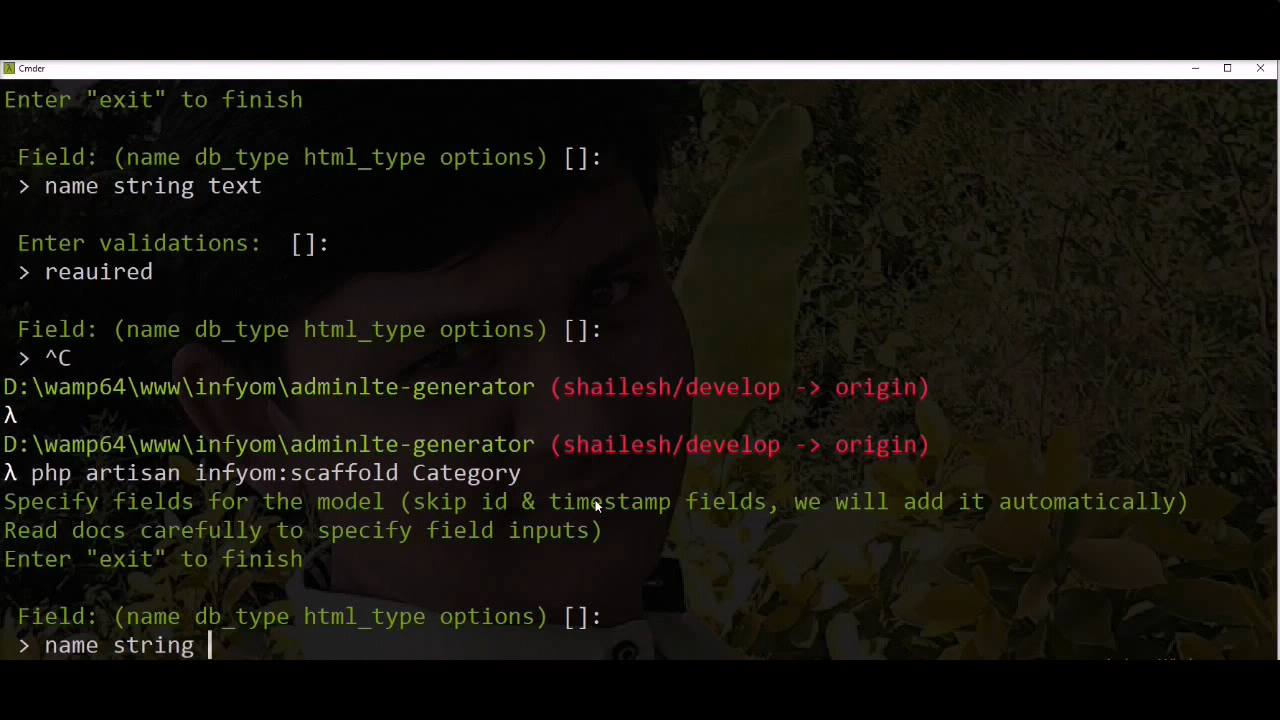 Cmder
Enter "exit" to finish
Field: (name db_type html_type options) []:
> name string text
Enter validations:  []:
> reauired
Field: (name db_type html_type options) []:
> ^C
D:\wamp64\www\infyom\adminlte-generator (shailesh/develop -> origin)
λ
D:\wamp64\www\infyom\adminlte-generator (shailesh/develop -> origin)
λ php artisan infyom:scaffold Category
Specify fields for the model (skip id & timestamp fields, we will add it automatically)
Read docs carefully to specify field inputs)
Enter "exit" to finish
Field: (name db_type html_type options) []:
> name string